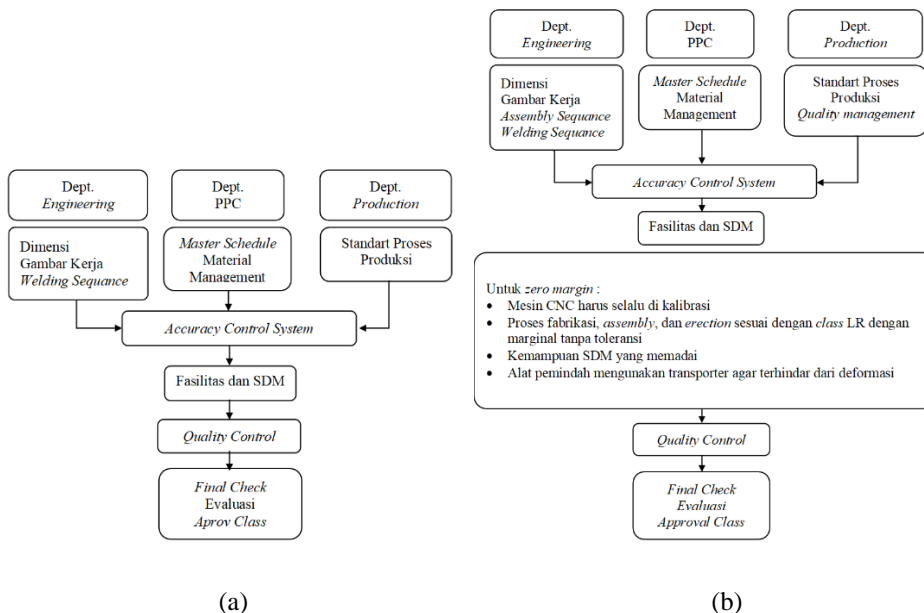 Dept.
Engineering
Dept.
PPC
Dept.
Production
Dimensi
Gambar Kerja
Welding Sequance
Master Schedule
Material
Management
Standart Proses
Produksi
Accuracy Control System
Fasilitas dan SDM
Quality Control
Final Check
Evaluasi
Aprov Class
(a)
Dept.
Engineering
Dept.
PPC
Dept.
Production
Dimensi
Gambar Kerja
Assembly Sequance
Welding Sequance
Master Schedule
Material
Management
Standart Proses
Produksi
Quality management
Accuracy Control System
Fasilitas dan SDM
Untuk zero margin :
• Mesin CNC harus selalu di kalibrasi
• Proses fabrikasi, assembly, dan erection sesuai dengan class LR dengan
marginal tanpa toleransi
• Kemampuan SDM yang memadai
• Alat pemindah mengunakan transporter agar terhindar dari deformasi
Quality Control
Final Check
Evaluasi
Approval Class
(b)